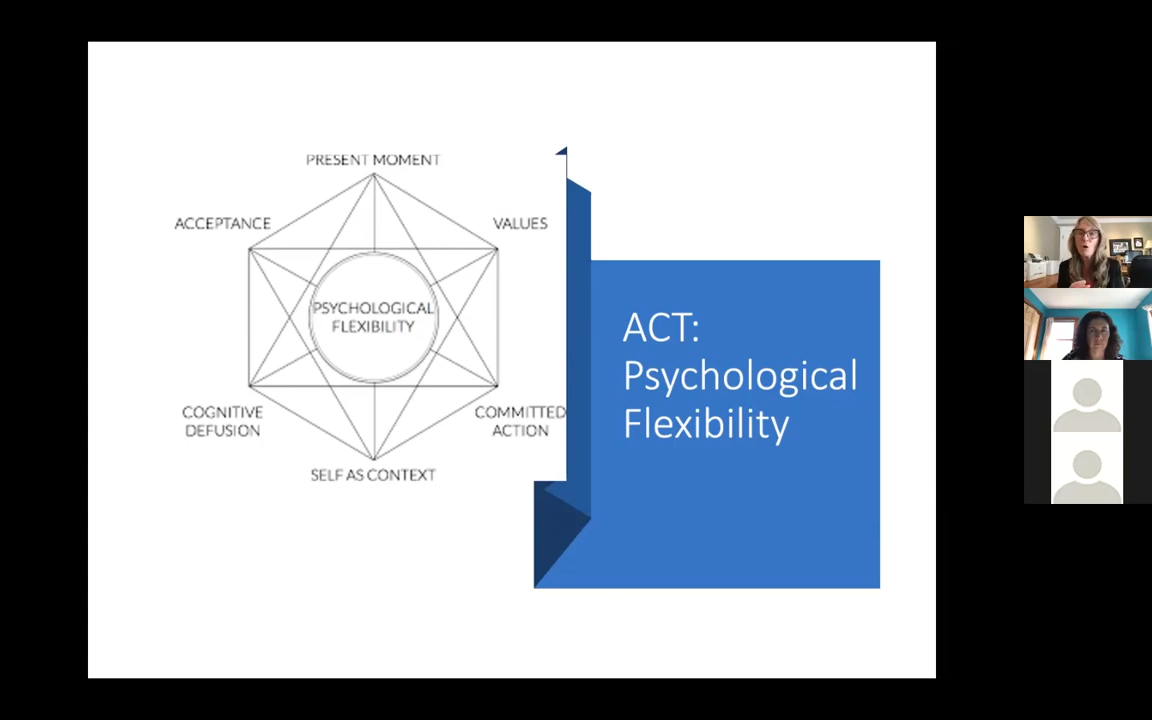 PRESENT MOMENT
ACCEPTANCE
VALUES
PSYCHOLOGICAL
FLEXIBILITY
COGNITIVE
DEFUSION
COMMITTED
ACTION
SELF AS CONTEXT
ACT:
Psychological
Flexibility